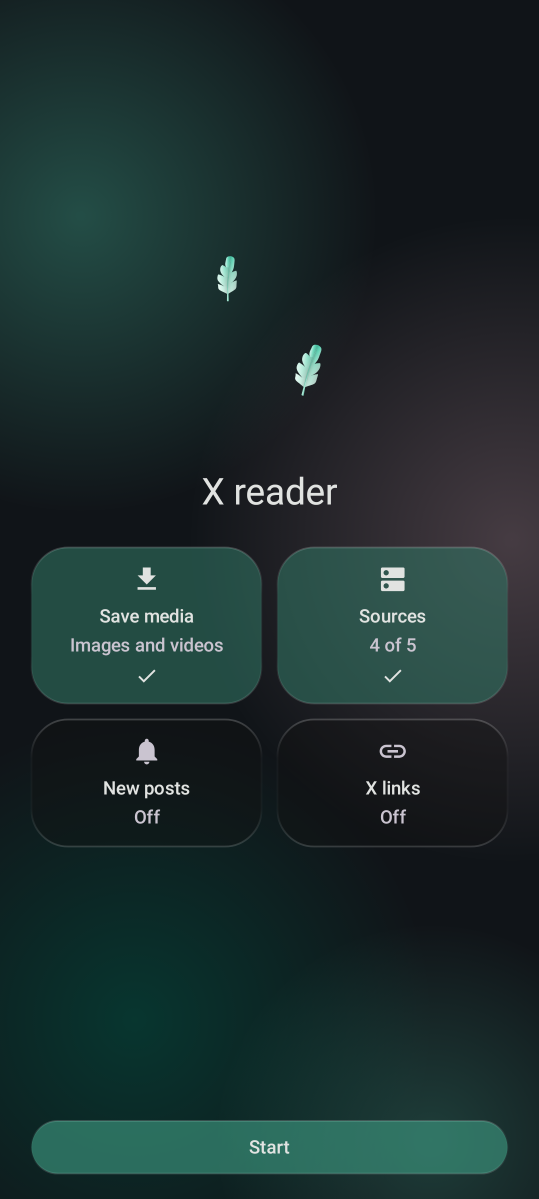 X reader
Save media
Images and videos
Sources
4 of 5
New posts
Off
X links
Off
Start